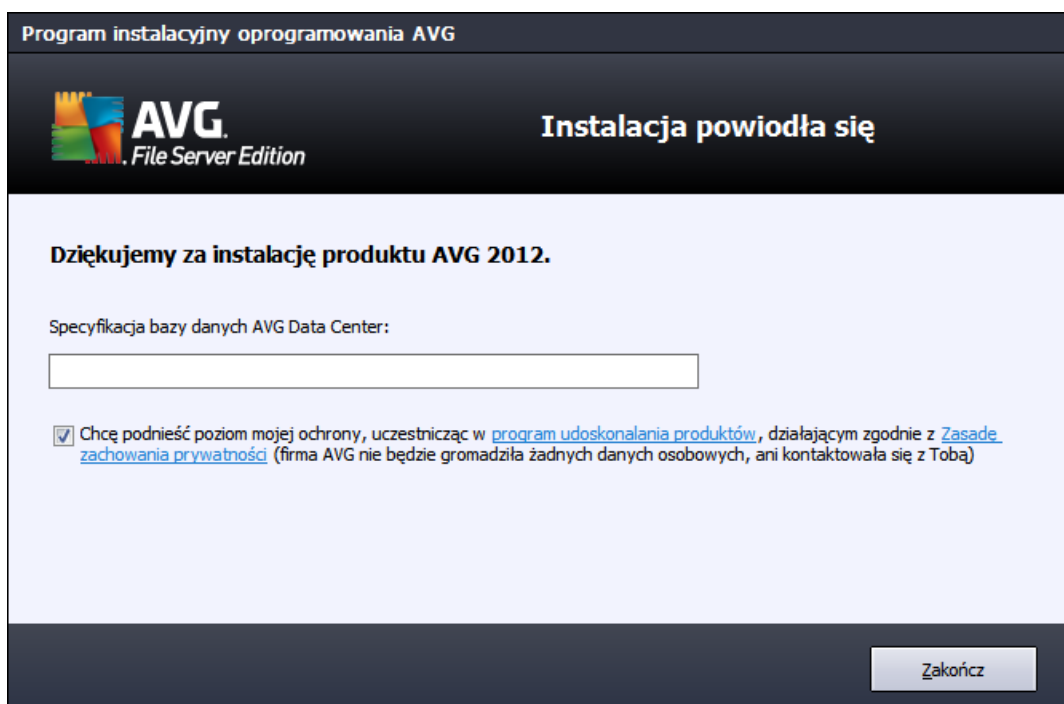 Program instalacyjny oprogramowania AVG
AVG.
File Server Edition
Instalacja powiodła się
Dziękujemy za instalację produktu AVG 2012.
Specyfikacja bazy danych AVG Data Center:
Chcę podnieść poziom mojej ochrony, uczestnicząc w program udoskonalania produktów, działającym zgodnie z Zasadę
zachowania prywatności (firma AVG nie będzie gromadziła żadnych danych osobowych, ani kontaktowała się z Tobą)
Zakończ